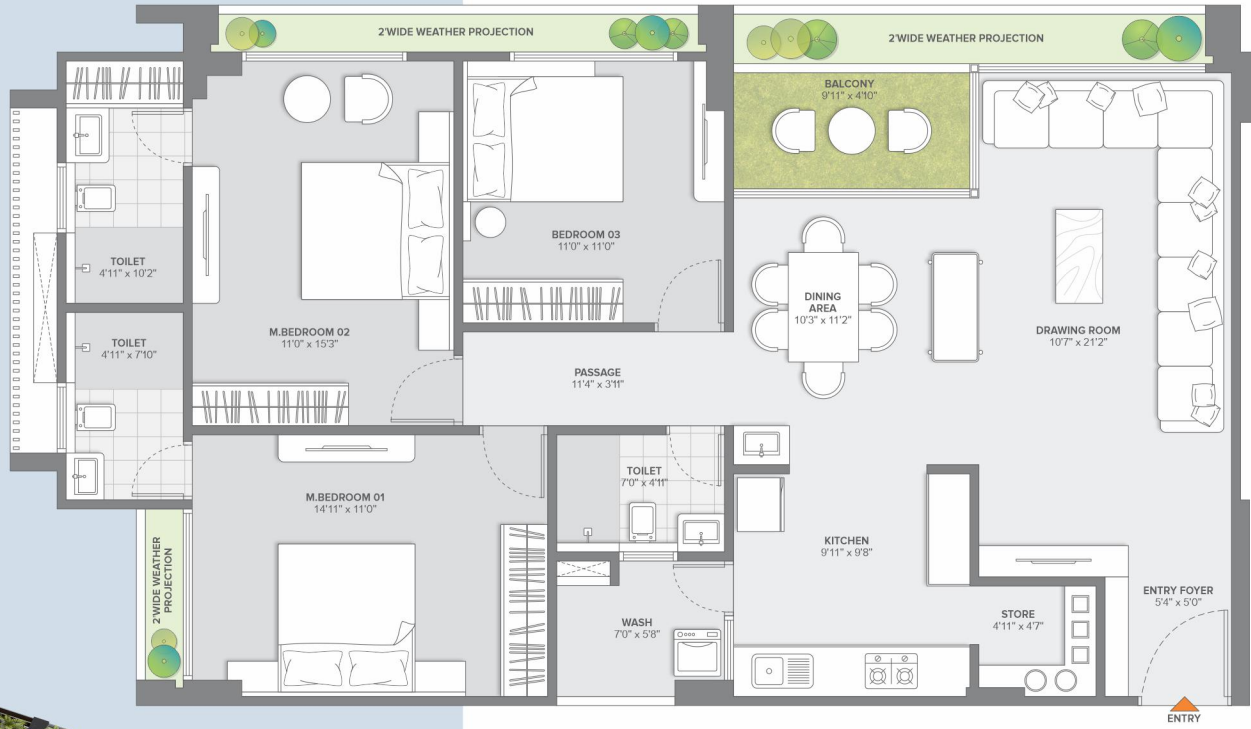 2'WIDE WEATHER PROJECTION
2'WIDE WEATHER PROJECTION
BALCONY
9'11" x 4'10"
BEDROOM 03
11'0" x 11'0"
TOILET
4'11" x 10'2"
DINING
AREA
10'3" x 11'2"
M.BEDROOM 02
11'0" x 15'3"
DRAWING ROOM
10'7" x 21'2"
TOILET
4'11" x 7'10"
PASSAGE
11'4" x 3'11"
TOILET
7'0" x 4'11"
M.BEDROOM 01
14'11" x 11'0"
KITCHEN
9'11" x 9'8"
2'WIDE WEATHER
PROJECTION
ENTRY FOYER
5'4" x 5'0"
STORE
4'11" x 4'7"
WASH
7'0" x 5'8"
ENTRY